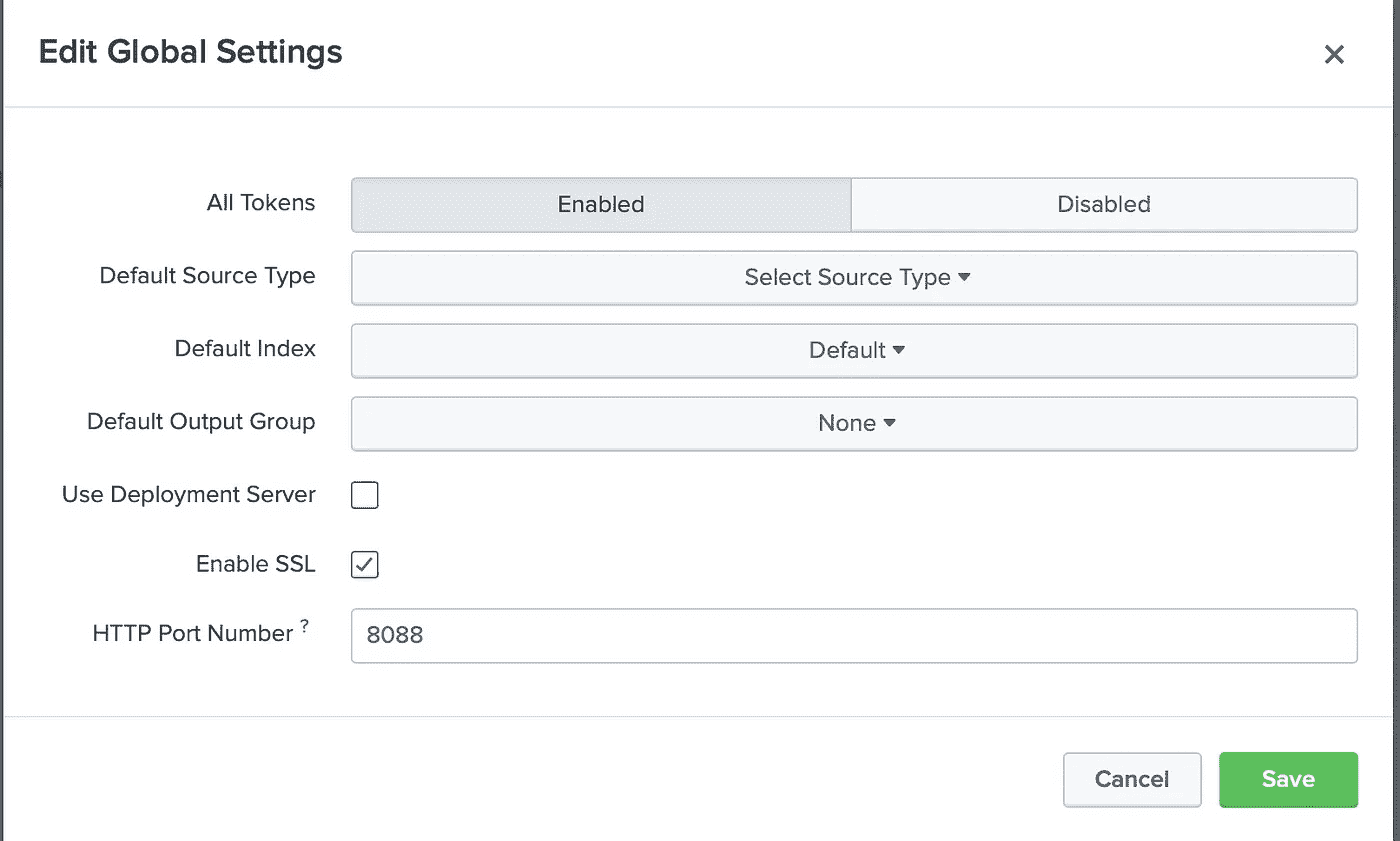 Edit Global Settings
All Tokens Enabled Disabled
Default Source Type Select Source Type
Default Index Default
Default Output Group None
Use Deployment Server
Enable SSL
HTTP Port Number ? 8088
Cancel Save